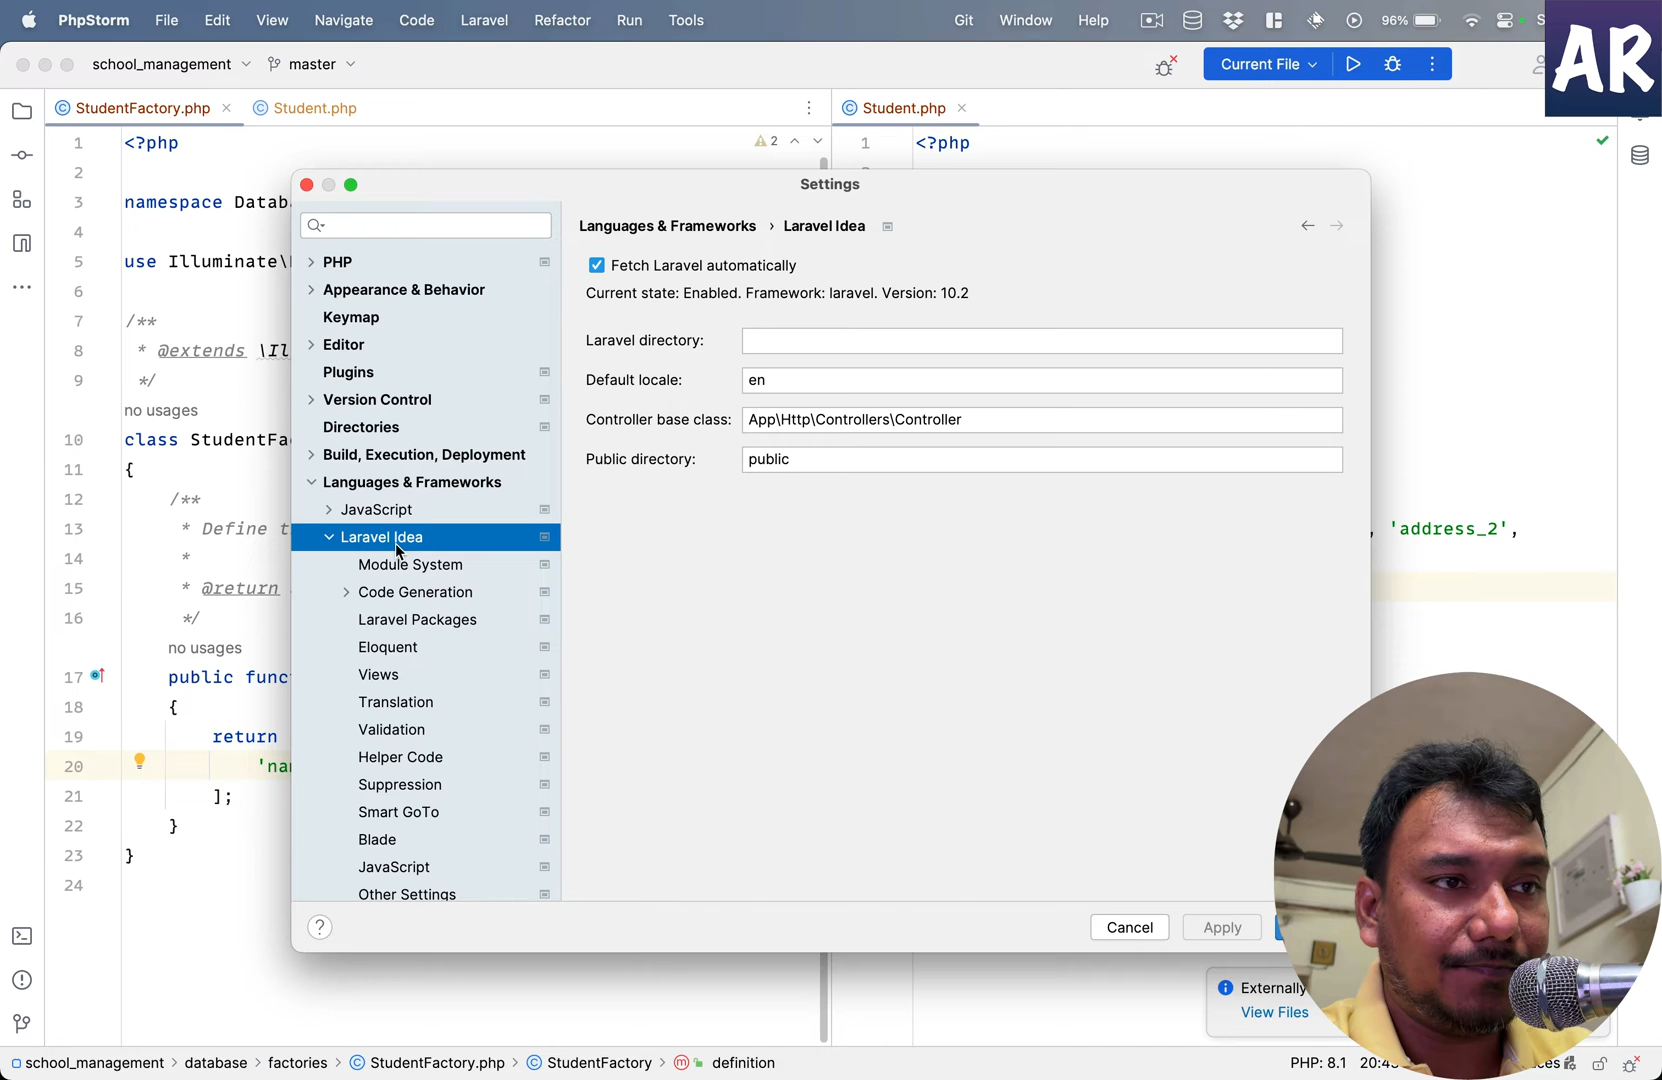 PhpStorm File Edit View Navigate Code Laravel Refactor Run Tools Git Window Help 96% S
AR
school_management master Current File
StudentFactory.php Student.php Student.php
1 <?php 2 1 <?php
2
Settings
3 namespace Datab
4
Languages & Frameworks › Laravel Idea
5 use Illuminate\
6
7 /**
8 * @extends \Il
9 */
no usages
10 class StudentFa
11 {
12 /**
13 * Define t
14 *
15 * @return
16 */
no usages
17 public func
18 {
19 return
20 'na
21 ];
22 }
23 }
24
PHP
Appearance & Behavior
Keymap
Editor
Plugins
Version Control
Directories
Build, Execution, Deployment
Languages & Frameworks
JavaScript
Laravel Idea
Module System
Code Generation
Laravel Packages
Eloquent
Views
Translation
Validation
Helper Code
Suppression
Smart GoTo
Blade
JavaScript
Other Settings
Fetch Laravel automatically
Current state: Enabled. Framework: laravel. Version: 10.2
Laravel directory:
Default locale: en
Controller base class: App\Http\Controllers\Controller
Public directory: public
, 'address_2',
? Cancel Apply
Externally
View Files
school_management › database › factories › StudentFactory.php › StudentFactory › definition PHP: 8.1